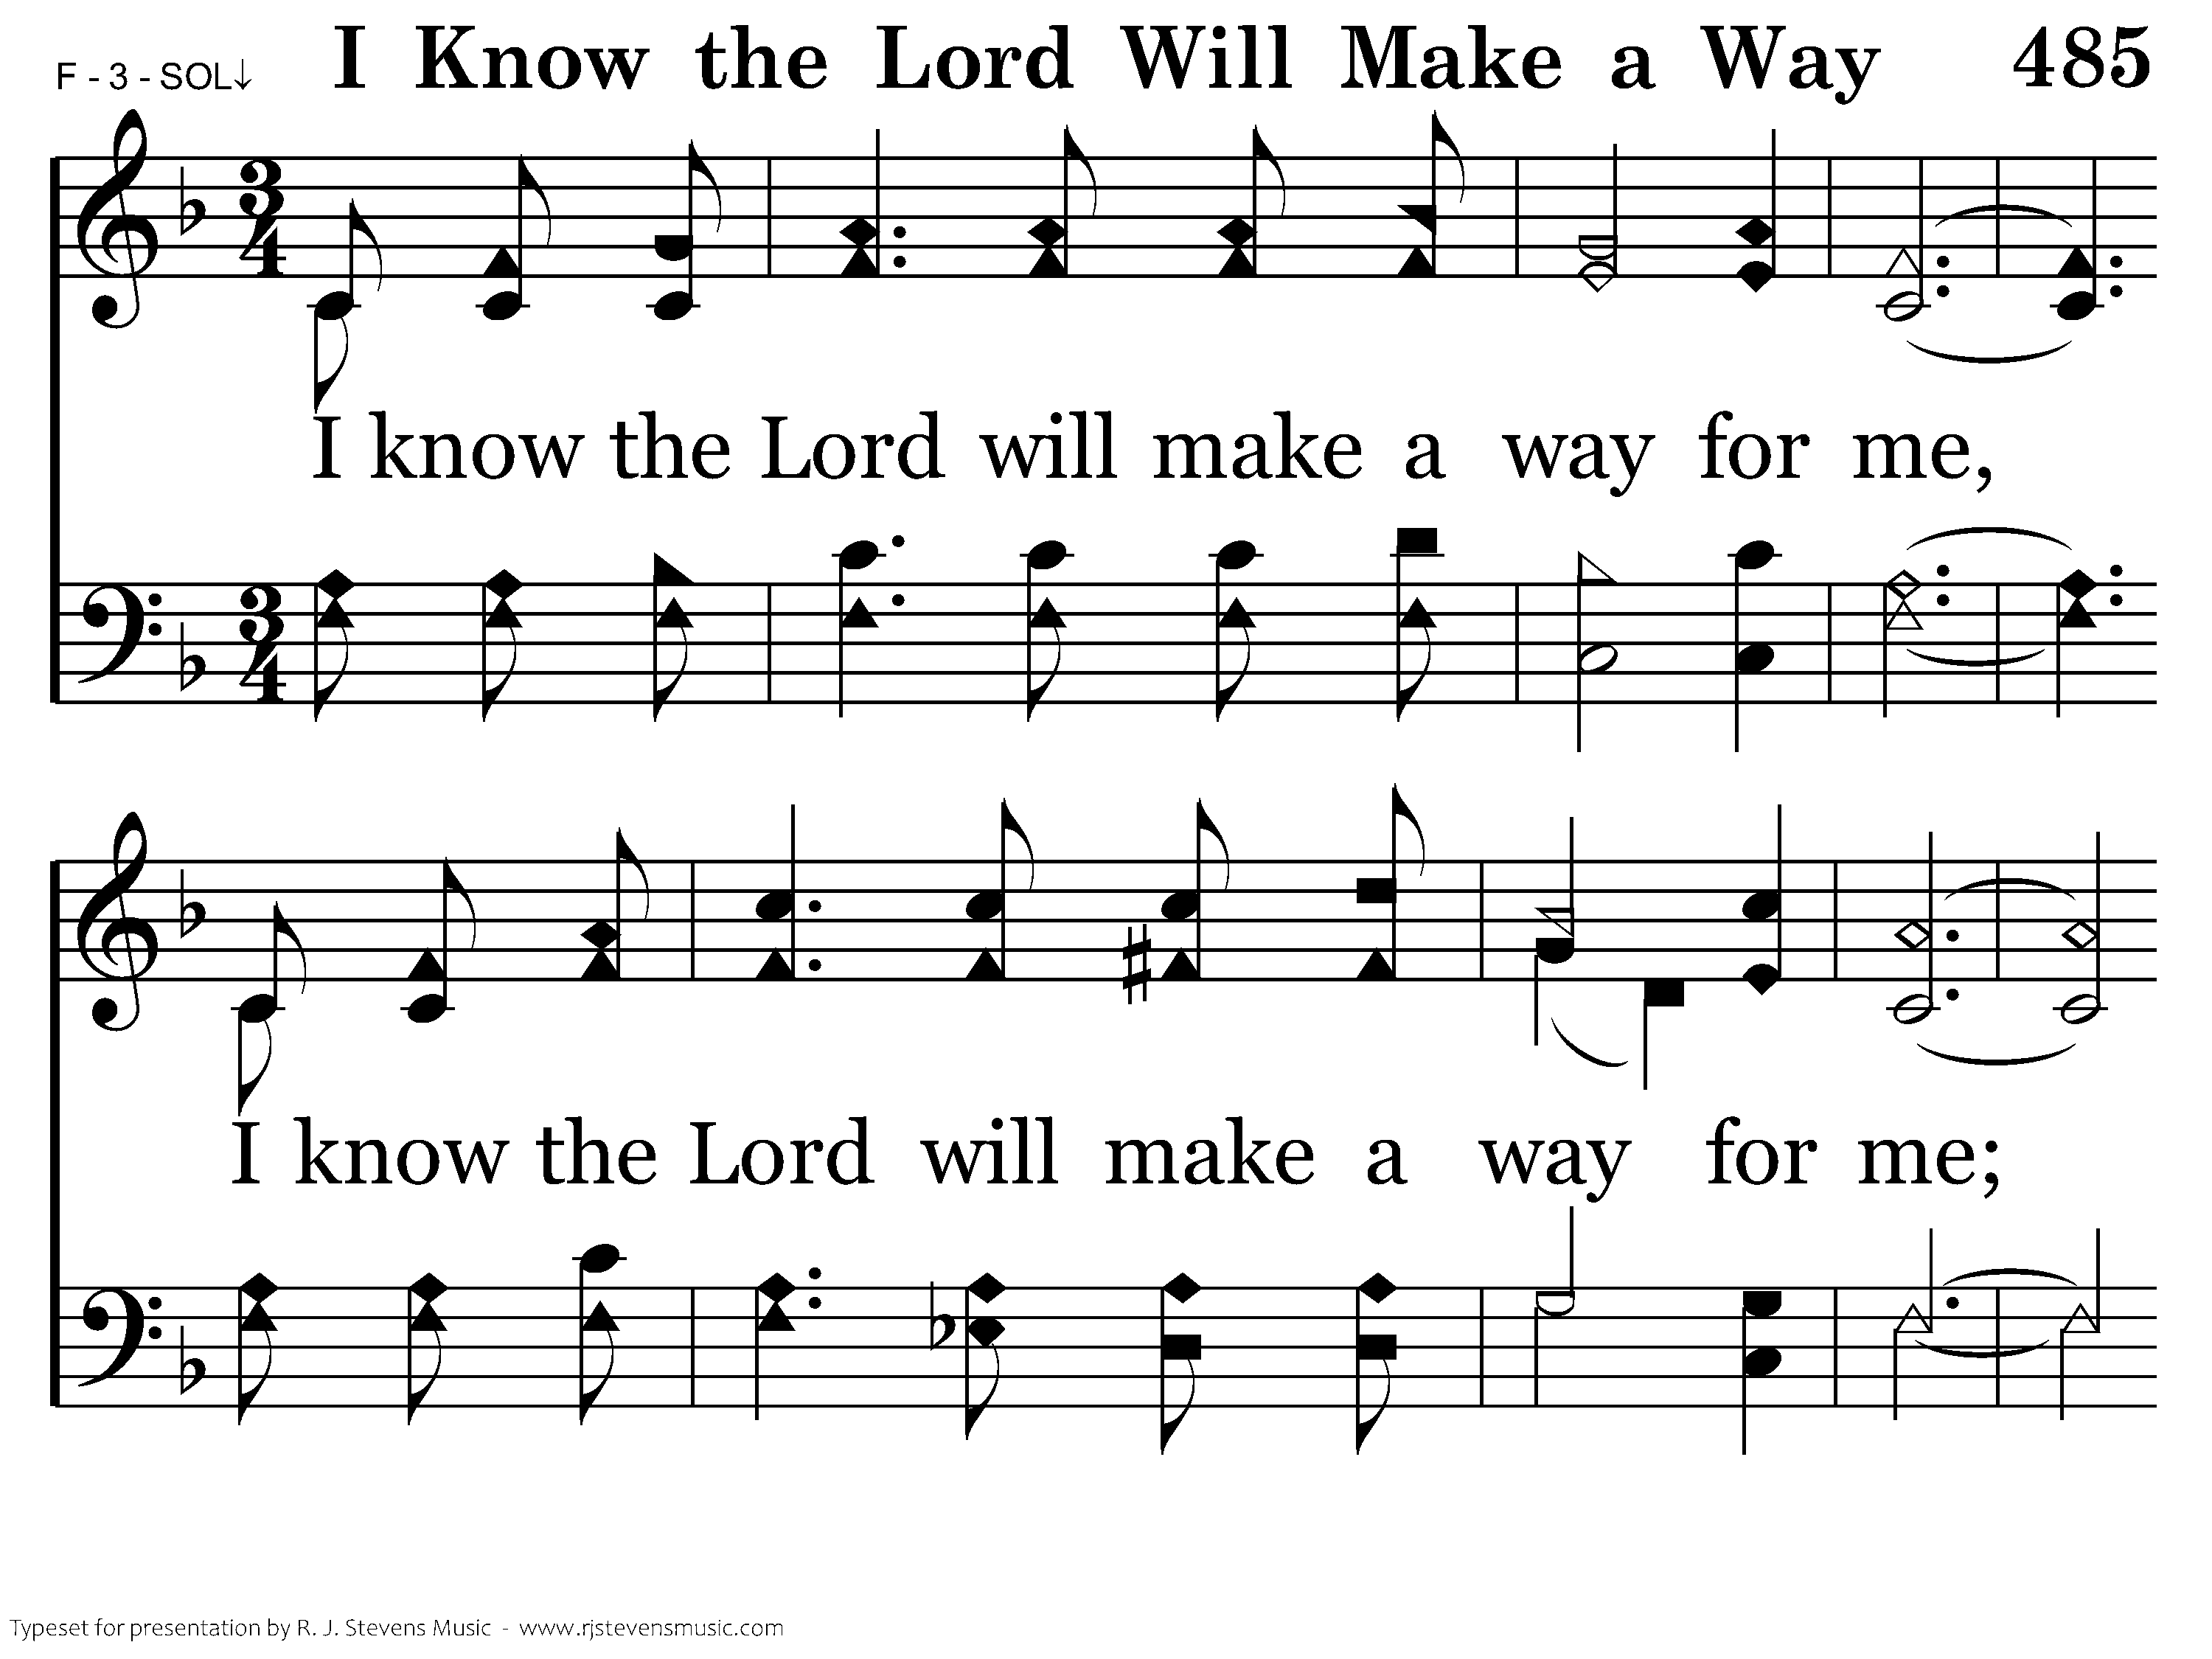 I Know the Lord Will Make a Way 485
F - 3 - SOL↓
I know the Lord will make a way for me,
I know the Lord will make a way for me;
Typeset for presentation by R. J. Stevens Music - www.rjstevensmusic.com